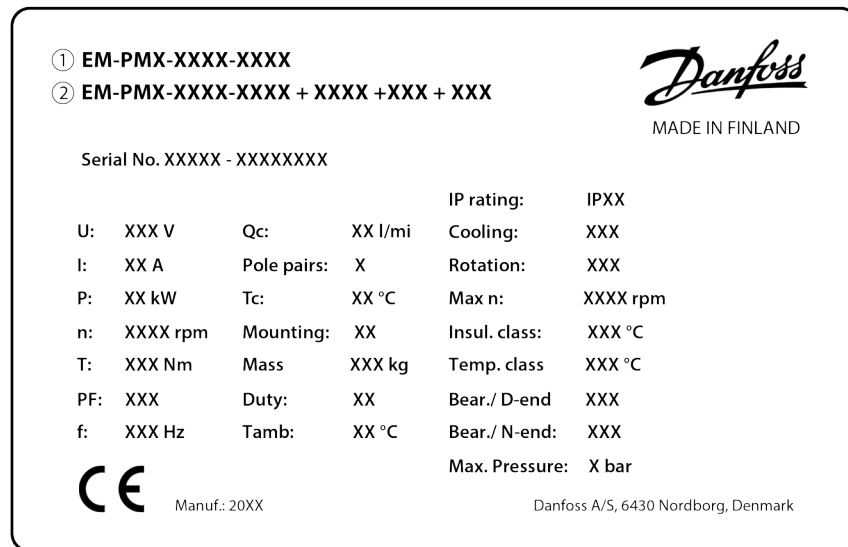 ① EM-PMX-XXXX-XXXX
② EM-PMX-XXXX-XXXX + XXXX +XXX + XXX
Danfoss
MADE IN FINLAND
Serial No. XXXXX - XXXXXXXX
IP rating: IPXX
U: XXX V Qc: XX l/mi Cooling: XXX
I: XX A Pole pairs: X Rotation: XXX
P: XX kW Tc: XX °C Max n: XXXX rpm
n: XXXX rpm Mounting: XX Insul. class: XXX °C
T: XXX Nm Mass XXX kg Temp. class XXX °C
PF: XXX Duty: XX Bear./ D-end XXX
f: XXX Hz Tamb: XX °C Bear./ N-end: XXX
Max. Pressure: X bar
CE Manuf.: 20XX Danfoss A/S, 6430 Nordborg, Denmark